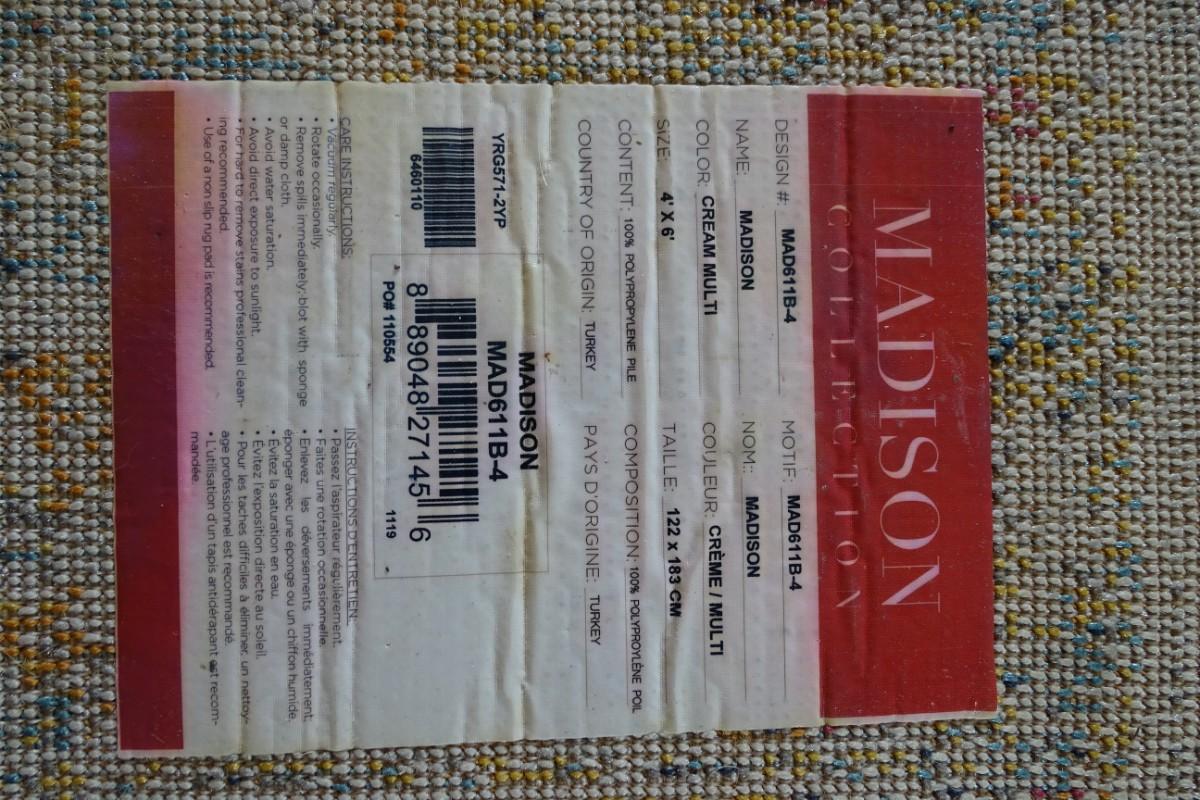 MADISON
COLLECTION
DESIGN #: MAD611B-4 MOTIF: MAD611B-4
NAME: MADISON NOM:: MADISON
COLOR: CREAM MULTI COULEUR: CRÈME / MULTI
SIZE: 4' X 6' TAILLE: 122 x 183 CM
CONTENT: 100% POLYPROPYLENE PILE COMPOSITION: 100% POLYPROYLÈNE POIL
COUNTRY OF ORIGIN: TURKEY PAYS D'ORIGINE: TURKEY
YRG571-2YP
6460110
MADISON
MAD611B-4
8 89048 27145 6
PO# 110554 1119
CARE INSTRUCTIONS:
• Vacuum regularly.
• Rotate occasionally.
• Remove spills immediately: blot with sponge
or damp cloth.
• Avoid water saturation.
• Avoid direct exposure to sunlight.
• For hard to remove stains professional clean-
ing recommended.
• Use of a non slip rug pad is recommended.
INSTRUCTIONS D'ENTRETIEN:
• Passez l'aspirateur régulièrement.
• Faites une rotation occasionnelle.
• Enlevez les déversements immédiatement.
éponger avec une éponge ou un chiffon humide.
• Évitez la saturation en eau.
• Évitez l'exposition directe au soleil.
• Pour les taches difficiles à éliminer, un nettoy-
age professionnel est recommandé.
• L'utilisation d'un tapis antidérapant est recom-
mandée.